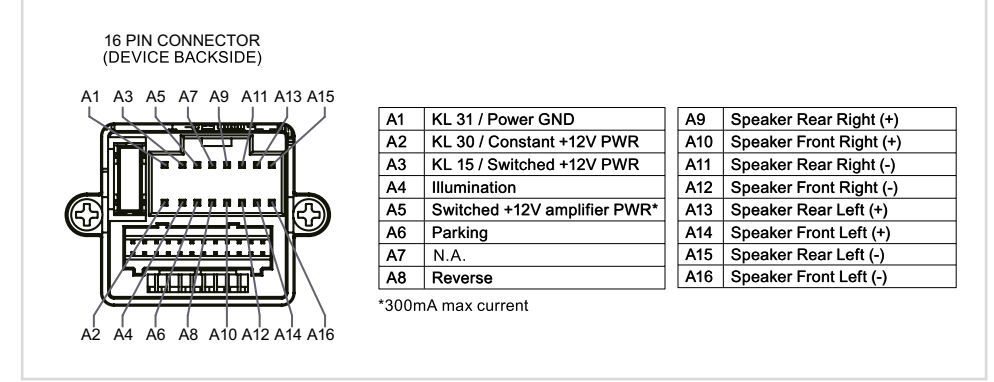 16 PIN CONNECTOR
(DEVICE BACKSIDE)
A1 A3 A5 A7 A9 A11 A13 A15
A2 A4 A6 A8 A10 A12 A14 A16
A1 KL 31 / Power GND
A2 KL 30 / Constant +12V PWR
A3 KL 15 / Switched +12V PWR
A4 Illumination
A5 Switched +12V amplifier PWR*
A6 Parking
A7 N.A.
A8 Reverse
*300mA max current
A9 Speaker Rear Right (+)
A10 Speaker Front Right (+)
A11 Speaker Rear Right (-)
A12 Speaker Front Right (-)
A13 Speaker Rear Left (+)
A14 Speaker Front Left (+)
A15 Speaker Rear Left (-)
A16 Speaker Front Left (-)